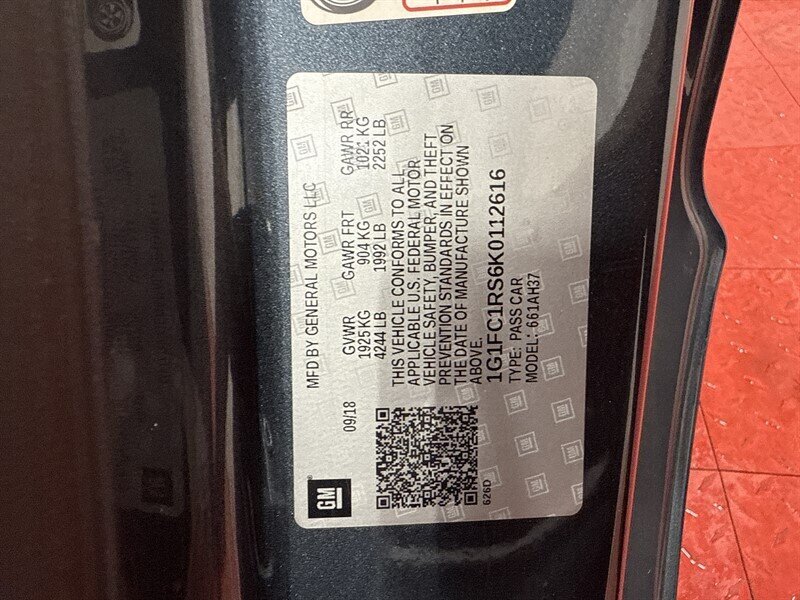 MFD BY GENERAL MOTORS LLC
09/18
GVWR GAWR FRT GAWR RR
1925 KG 904 KG 1021 KG
4244 LB 1992 LB 2252 LB
THIS VEHICLE CONFORMS TO ALL
APPLICABLE U.S. FEDERAL MOTOR
VEHICLE SAFETY, BUMPER, AND THEFT
PREVENTION STANDARDS IN EFFECT ON
THE DATE OF MANUFACTURE SHOWN
ABOVE.
1G1FC1RS6K0112616
TYPE: PASS CAR
MODEL: 661AH37
GM
626D